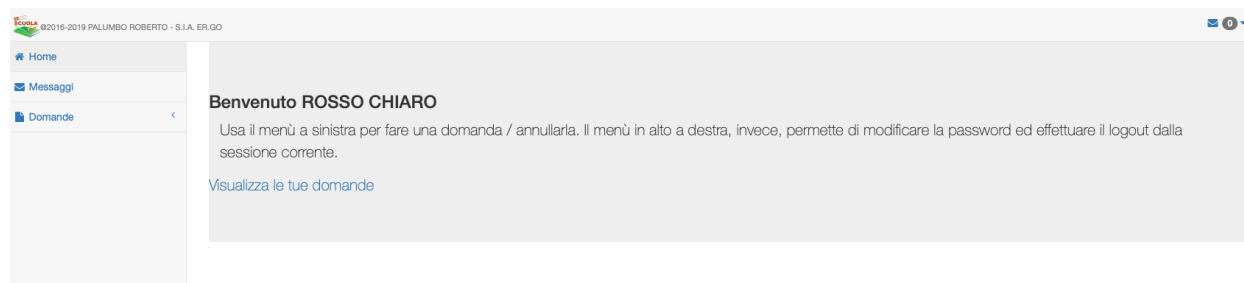 SCUOLA @2016-2019 PALUMBO ROBERTO - S.I.A. ER.GO
0
Home
Messaggi
Domande
Benvenuto ROSSO CHIARO
Usa il menù a sinistra per fare una domanda / annullarla. Il menù in alto a destra, invece, permette di modificare la password ed effettuare il logout dalla
sessione corrente.
Visualizza le tue domande